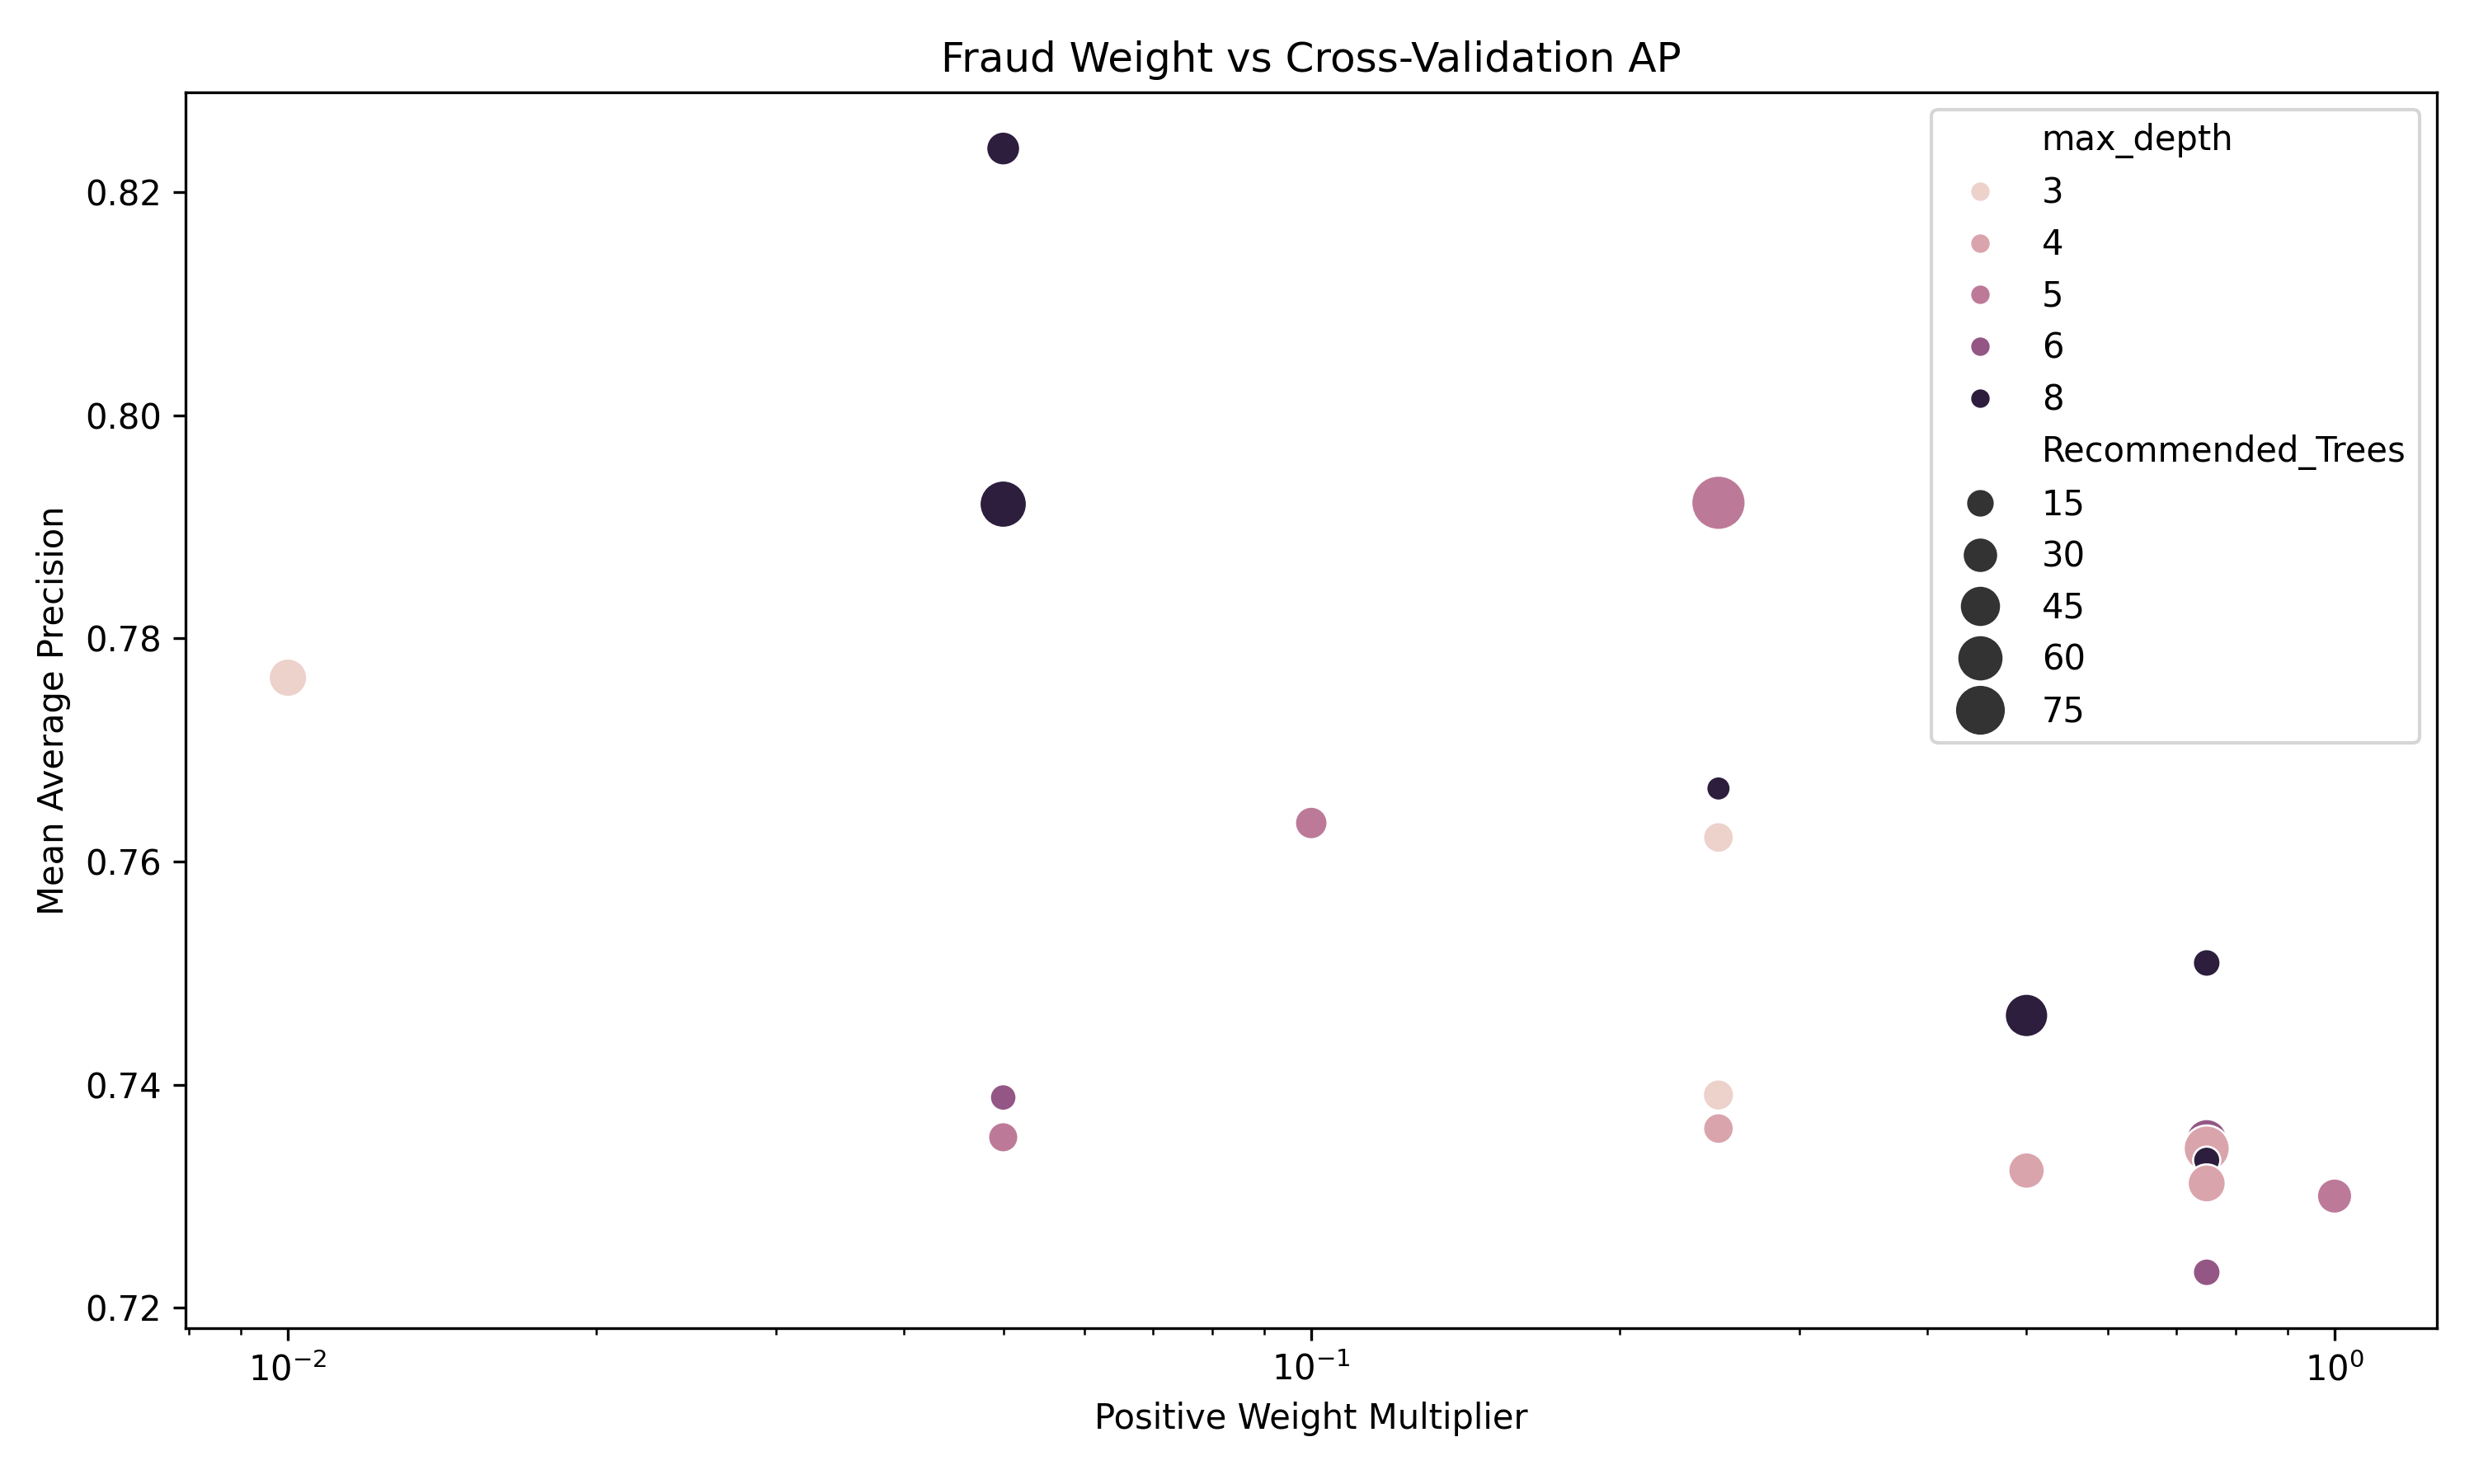 Fraud Weight vs Cross-Validation AP
max_depth
3
4
5
6
8
Recommended_Trees
15
30
45
60
75
Mean Average Precision
0.82
0.80
0.78
0.76
0.74
0.72
10⁻² 10⁻¹ 10⁰
Positive Weight Multiplier